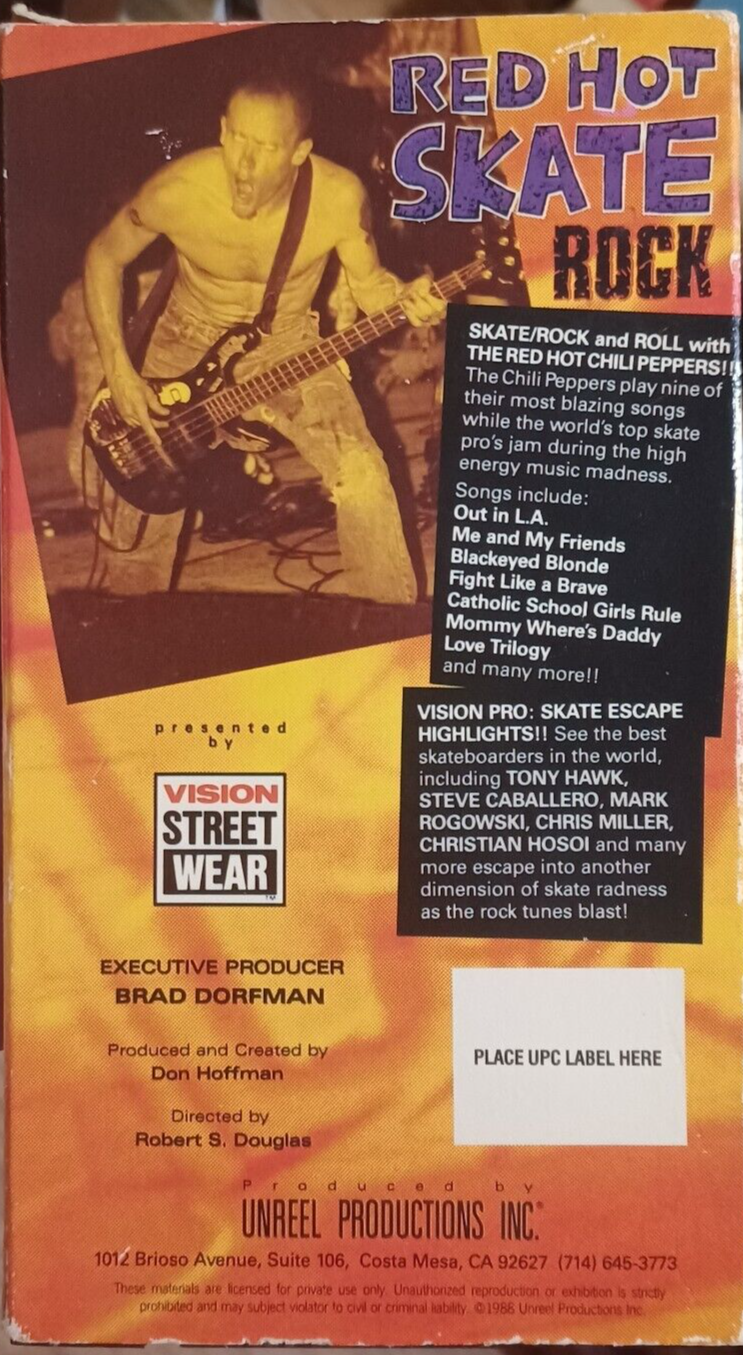 RED HOT
SKATE
ROCK
SKATE/ROCK and ROLL with
THE RED HOT CHILI PEPPERS!!
The Chili Peppers play nine of
their most blazing songs
while the world's top skate
pro's jam during the high
energy music madness.
Songs include:
Out in L.A.
Me and My Friends
Blackeyed Blonde
Fight Like a Brave
Catholic School Girls Rule
Mommy Where's Daddy
Love Trilogy
and many more!!
VISION PRO: SKATE ESCAPE
HIGHLIGHTS!! See the best
skateboarders in the world,
including TONY HAWK,
STEVE CABALLERO, MARK
ROGOWSKI, CHRIS MILLER,
CHRISTIAN HOSOI and many
more escape into another
dimension of skate radness
as the rock tunes blast!
presented
by
VISION
STREET
WEAR
TM
EXECUTIVE PRODUCER
BRAD DORFMAN
Produced and Created by
Don Hoffman
Directed by
Robert S. Douglas
PLACE UPC LABEL HERE
Produced by
UNREEL PRODUCTIONS INC.
1012 Brioso Avenue, Suite 106, Costa Mesa, CA 92627 (714) 645-3773
These materials are licensed for private use only. Unauthorized reproduction or exhibition is strictly
prohibited and may subject violator to civil or criminal liability. ©1988 Unreel Productions Inc.